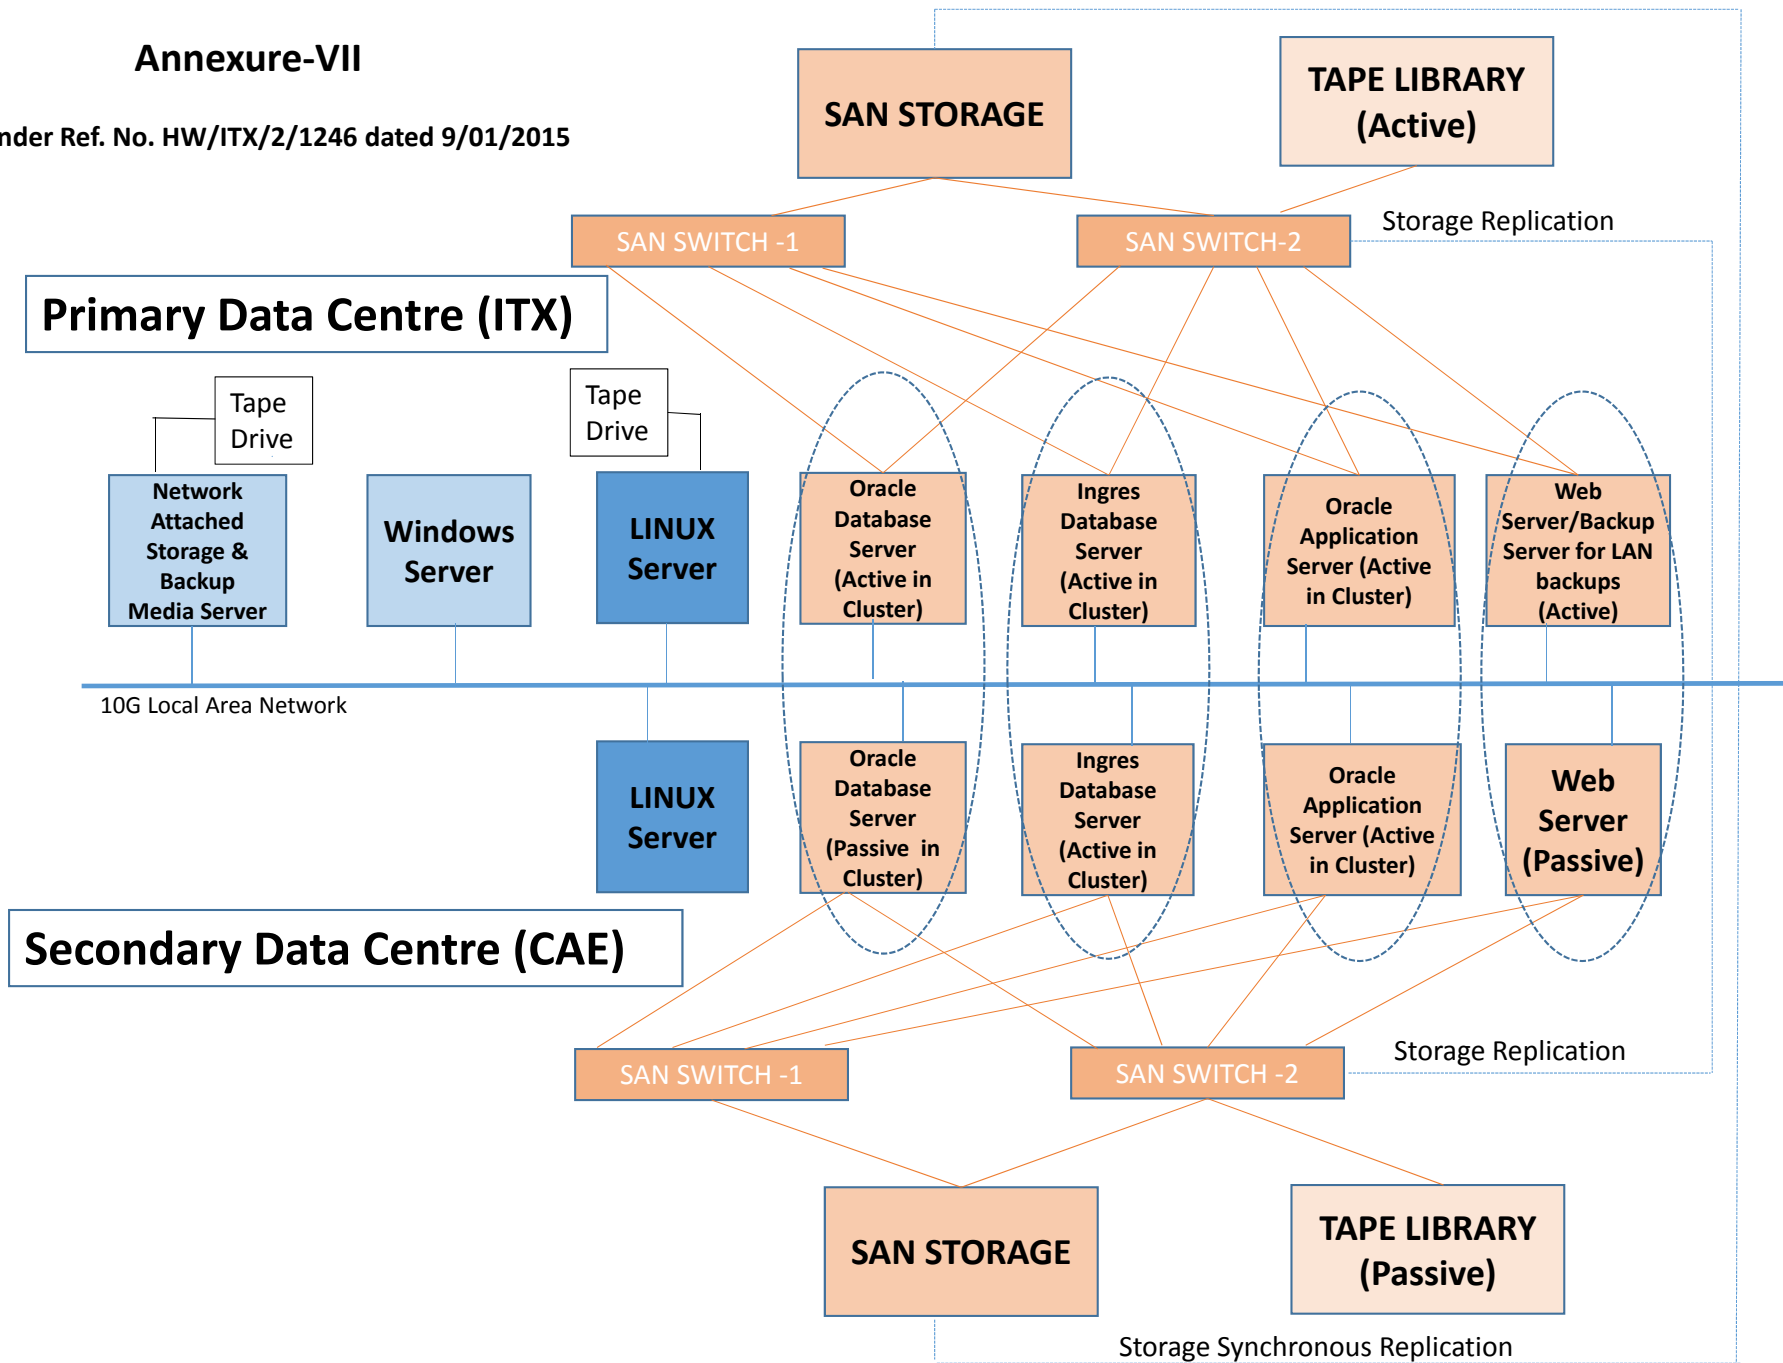 Annexure-VII
nder Ref. No. HW/ITX/2/1246 dated 9/01/2015
SAN STORAGE
TAPE LIBRARY
(Active)
SAN SWITCH -1
SAN SWITCH-2
Storage Replication
Primary Data Centre (ITX)
Tape
Drive
Tape
Drive
Network
Attached
Storage &
Backup
Media Server
Windows
Server
LINUX
Server
Oracle
Database
Server
(Active in
Cluster)
Ingres
Database
Server
(Active in
Cluster)
Oracle
Application
Server (Active
in Cluster)
Web
Server/Backup
Server for LAN
backups
(Active)
10G Local Area Network
LINUX
Server
Oracle
Database
Server
(Passive in
Cluster)
Ingres
Database
Server
(Active in
Cluster)
Oracle
Application
Server (Active
in Cluster)
Web
Server
(Passive)
Secondary Data Centre (CAE)
SAN SWITCH -1
SAN SWITCH -2
Storage Replication
SAN STORAGE
TAPE LIBRARY
(Passive)
Storage Synchronous Replication